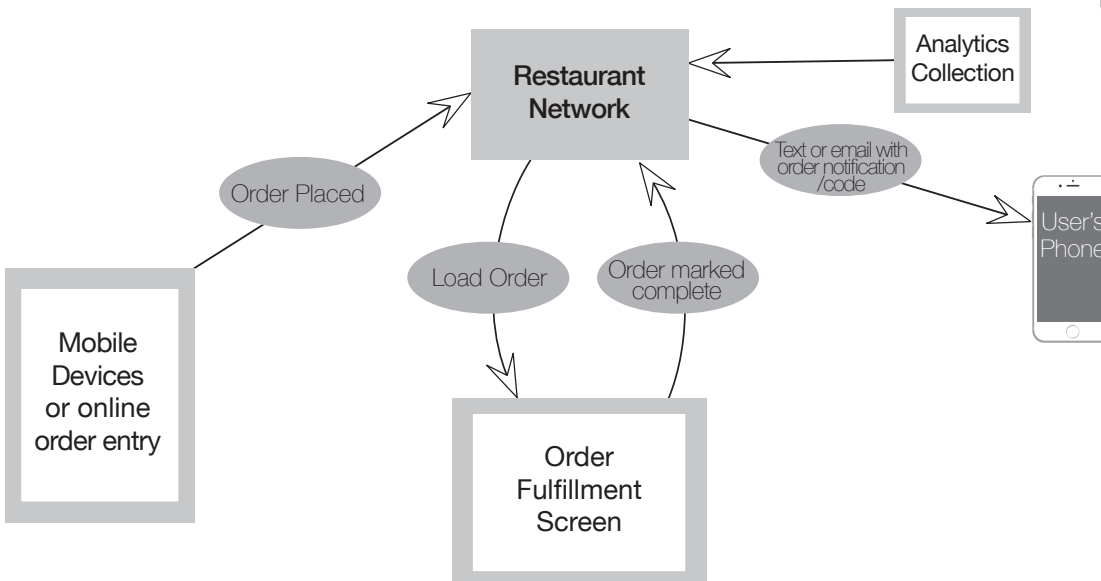 Restaurant
Network
Analytics
Collection
Order Placed
Text or email with
order notification
/code
User's
Phone
Load Order
Order marked
complete
Mobile
Devices
or online
order entry
Order
Fulfillment
Screen